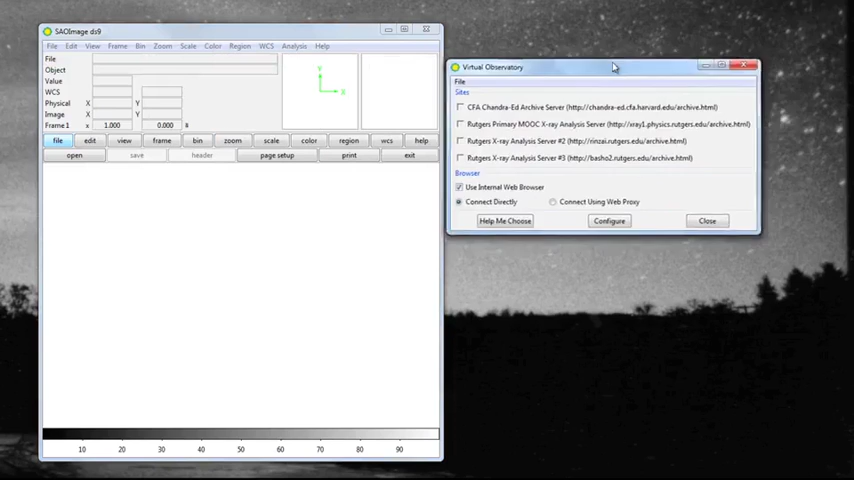 SAOImage ds9
File Edit View Frame Bin Zoom Scale Color Region WCS Analysis Help
File
Object
Value
WCS
Physical X Y
Image X Y
Frame 1 x 1.000 0.000 °
Y
X
file edit view frame bin zoom scale color region wcs help
open save header page setup print exit
10 20 30 40 50 60 70 80 90
Virtual Observatory
File
Sites
CFA Chandra-Ed Archive Server (http://chandra-ed.cfa.harvard.edu/archive.html)
Rutgers Primary MOOC X-ray Analysis Server (http://xray1.physics.rutgers.edu/archive.html)
Rutgers X-ray Analysis Server #2 (http://rinzai.rutgers.edu/archive.html)
Rutgers X-ray Analysis Server #3 (http://basho2.rutgers.edu/archive.html)
Browser
Use Internal Web Browser
Connect Directly Connect Using Web Proxy
Help Me Choose Configure Close